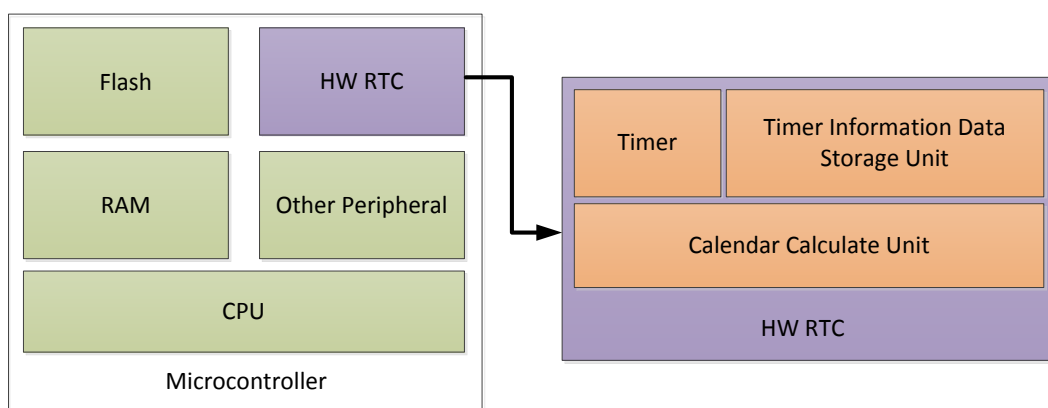 Flash
HW RTC
RAM
Other Peripheral
CPU
Microcontroller
Timer
Timer Information Data
Storage Unit
Calendar Calculate Unit
HW RTC